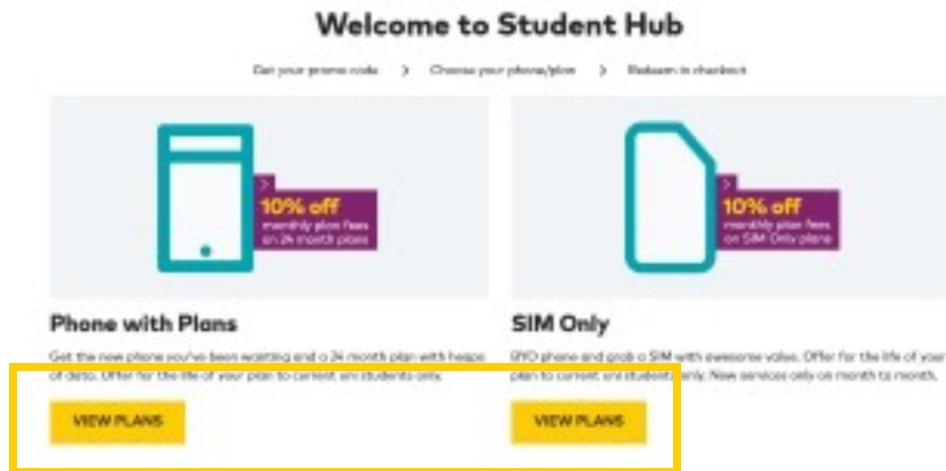 Welcome to Student Hub
Get your promo code > Choose your phone/plan > Redeem in checkout
> 10% off
monthly plan fees
on 24 month plans
> 10% off
monthly plan fees
on SIM Only plans
Phone with Plans
Get the new phone you've been wanting and a 24 month plan with heaps
of data. Offer for the life of your plan to current uni students only.
VIEW PLANS
SIM Only
BYO phone and grab a SIM with awesome value. Offer for the life of your
plan to current uni students only. New services only on month to month.
VIEW PLANS